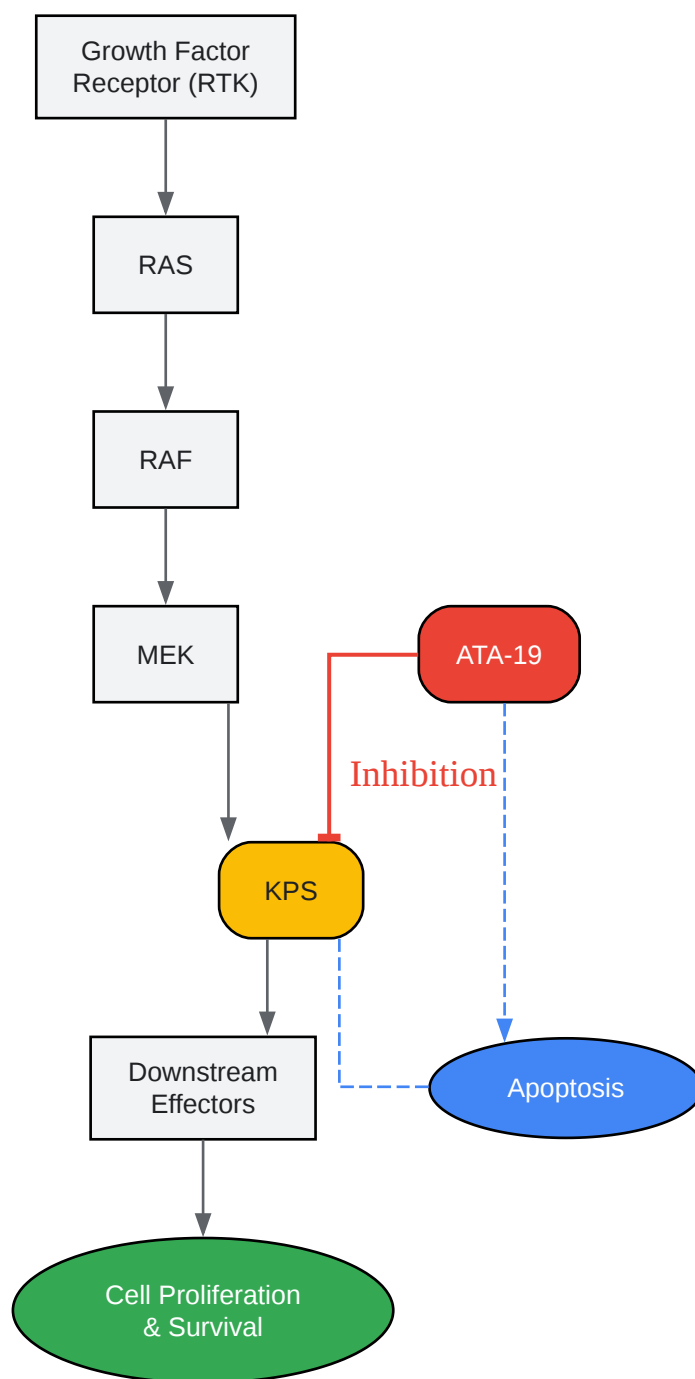 Growth Factor
Receptor (RTK)
RAS
RAF
MEK
ATA-19
Inhibition
KPS
Downstream
Effectors
Apoptosis
Cell Proliferation
& Survival